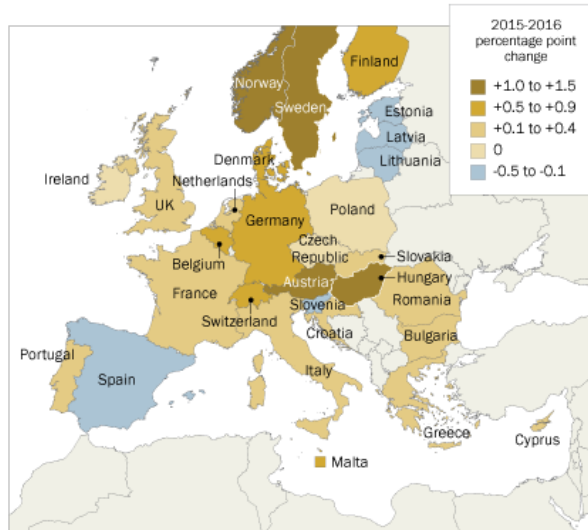 2015-2016
percentage point
change
+1.0 to +1.5
+0.5 to +0.9
+0.1 to +0.4
0
-0.5 to -0.1
Finland
Norway
Sweden
Estonia
Latvia
Lithuania
Denmark
Ireland
Netherlands
UK
Poland
Germany
Czech
Republic
Slovakia
Belgium
Hungary
Austria
France
Romania
Slovenia
Switzerland
Croatia
Bulgaria
Portugal
Italy
Spain
Greece
Cyprus
Malta